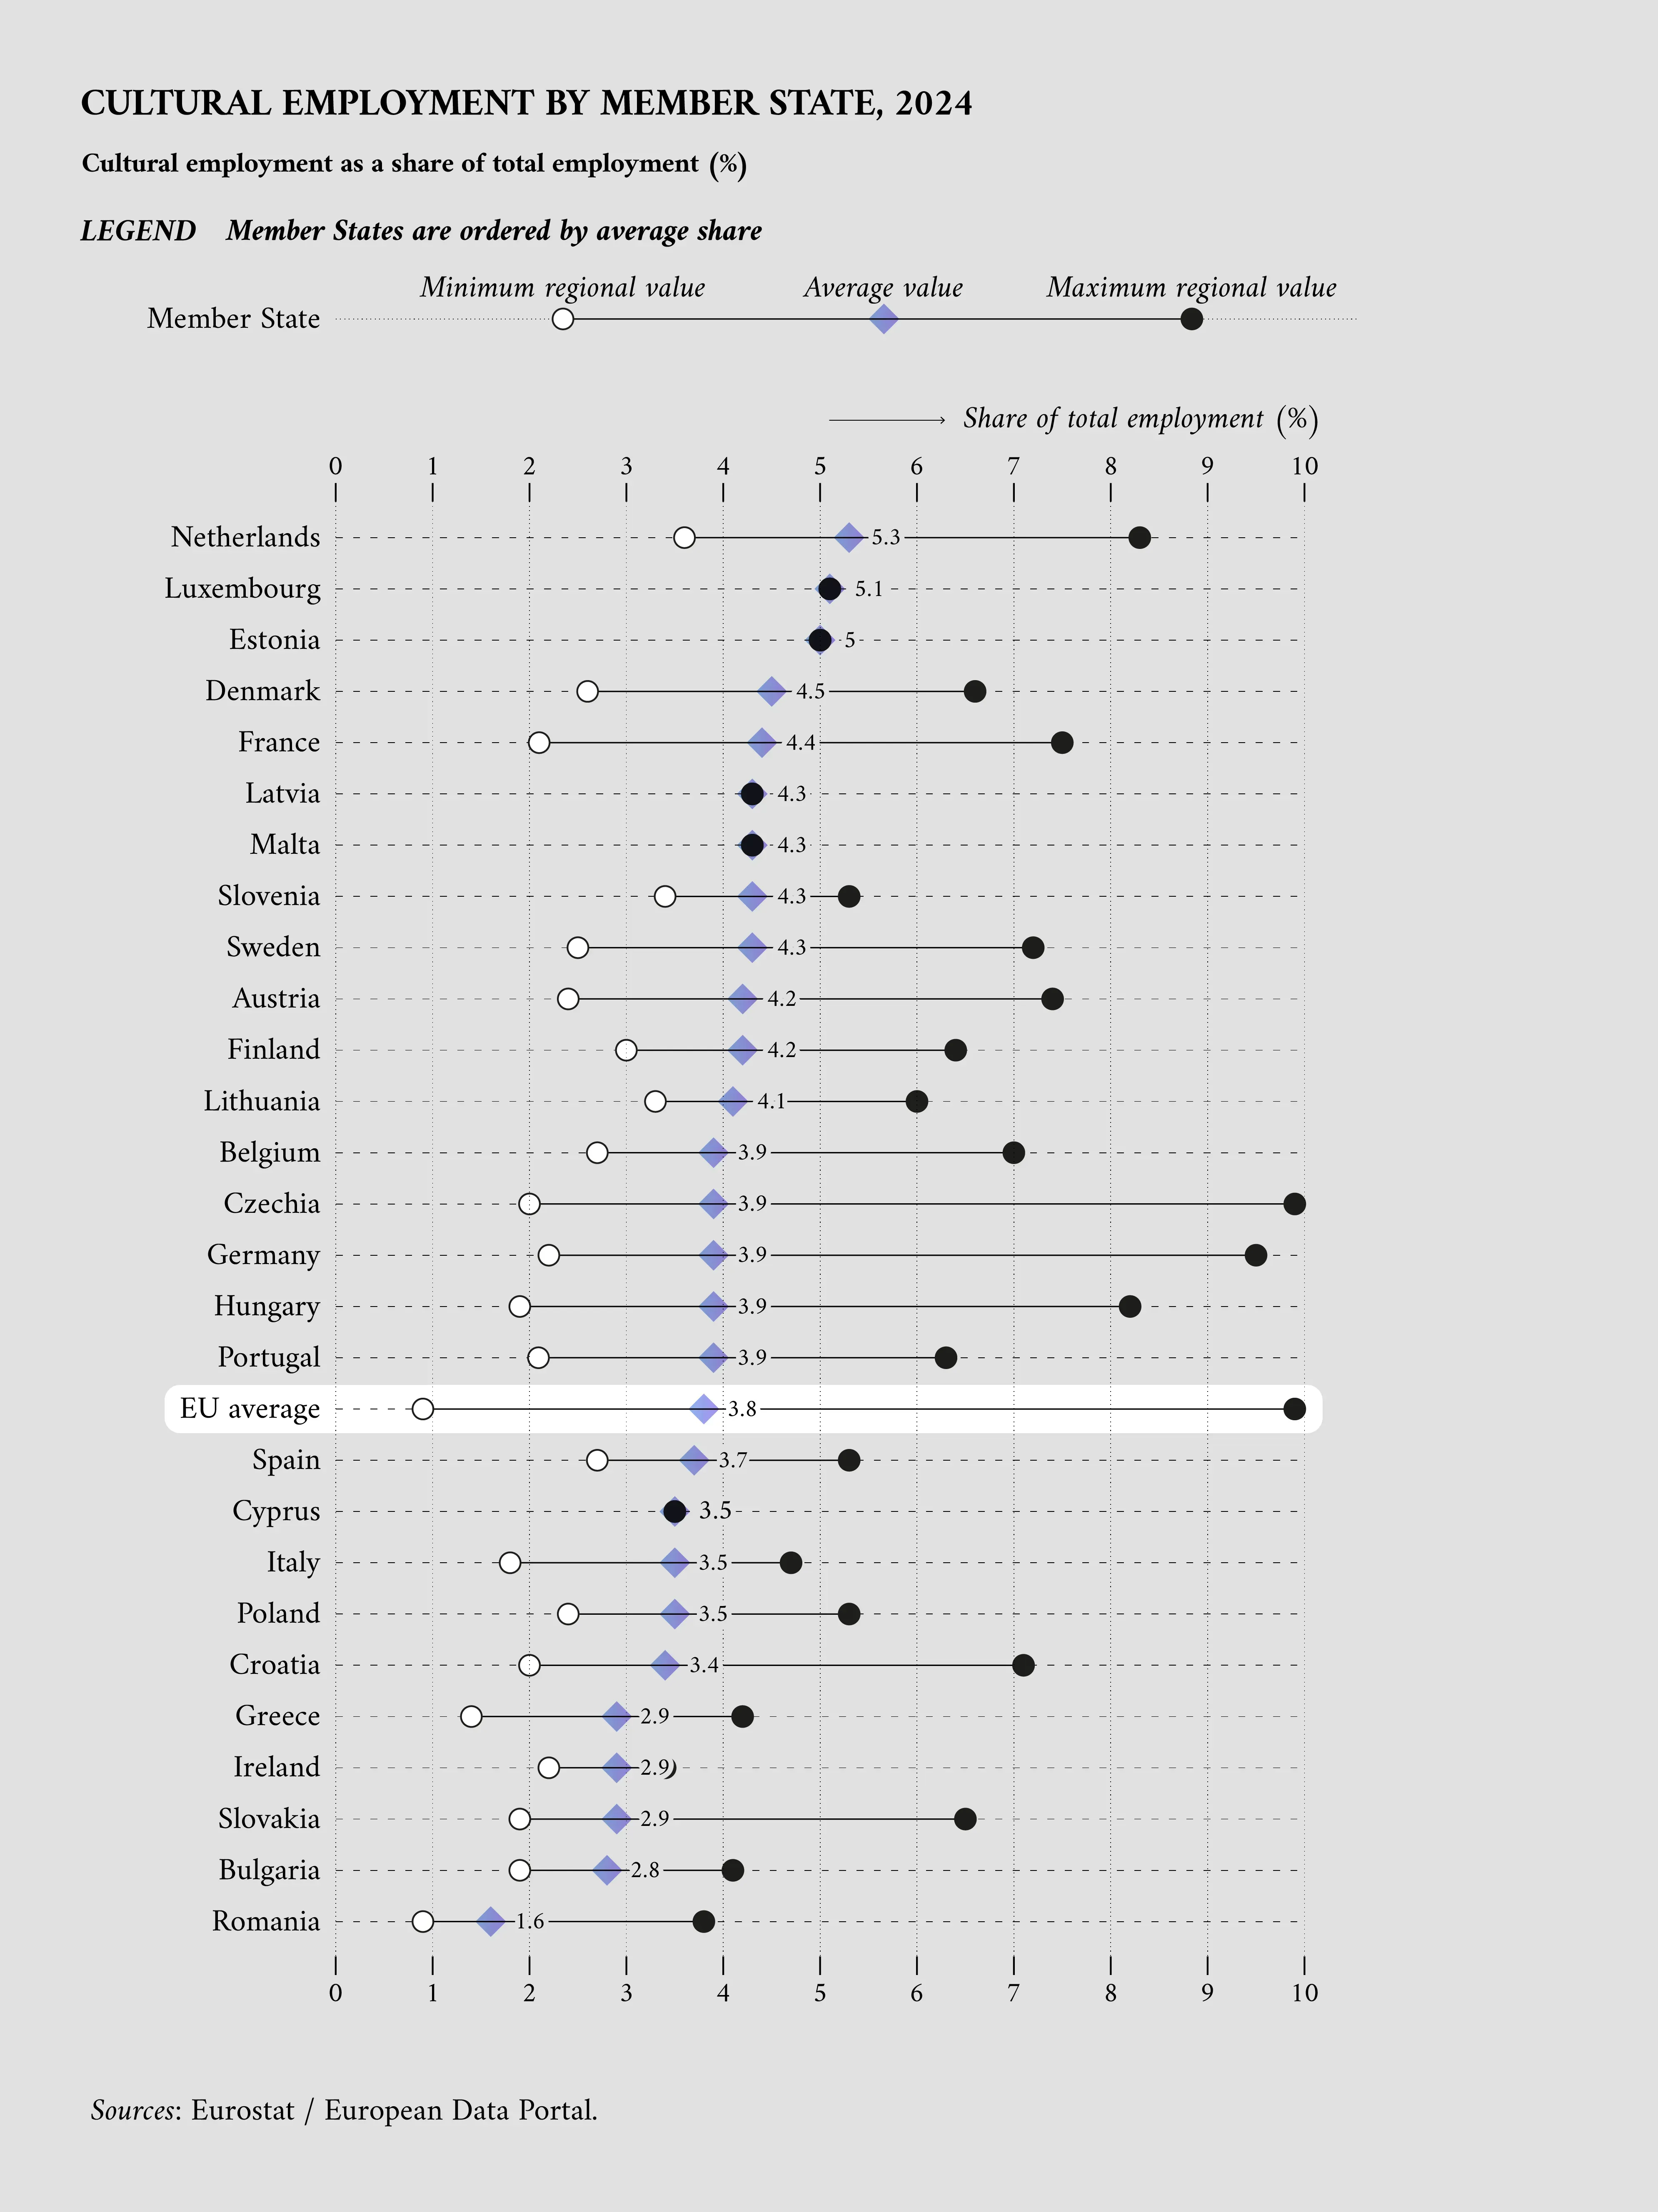 CULTURAL EMPLOYMENT BY MEMBER STATE, 2024
Cultural employment as a share of total employment (%)
LEGEND Member States are ordered by average share
Minimum regional value Average value Maximum regional value
Member State
Share of total employment (%)
0 1 2 3 4 5 6 7 8 9 10
Netherlands 5.3
Luxembourg 5.1
Estonia 5
Denmark 4.5
France 4.4
Latvia 4.3
Malta 4.3
Slovenia 4.3
Sweden 4.3
Austria 4.2
Finland 4.2
Lithuania 4.1
Belgium 3.9
Czechia 3.9
Germany 3.9
Hungary 3.9
Portugal 3.9
EU average 3.8
Spain 3.7
Cyprus 3.5
Italy 3.5
Poland 3.5
Croatia 3.4
Greece 2.9
Ireland 2.9
Slovakia 2.9
Bulgaria 2.8
Romania 1.6
0 1 2 3 4 5 6 7 8 9 10
Sources: Eurostat / European Data Portal.